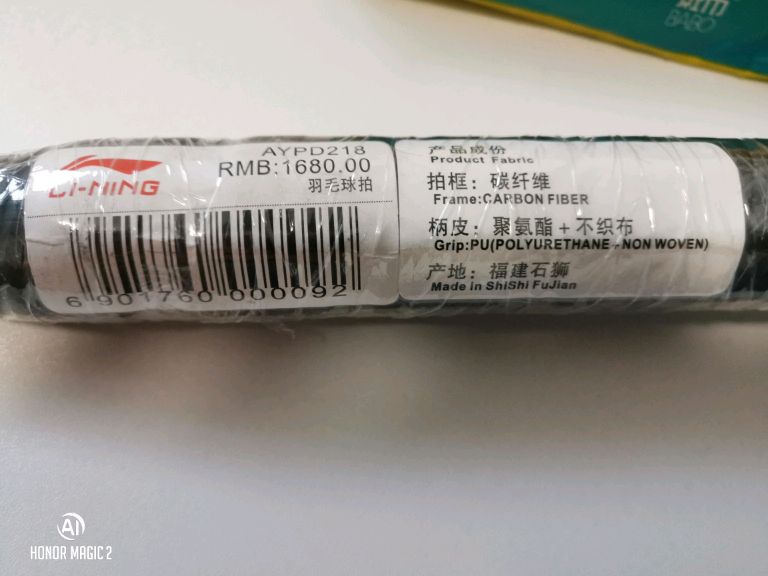 LI-NING
AYPD218
RMB:1680.00
羽毛球拍
6 901760 000092
产品成份
Product Fabric
拍框：碳纤维
Frame:CARBON FIBER
柄皮：聚氨酯+不织布
Grip:PU(POLYURETHANE+NON WOVEN)
产地：福建石狮
Made in ShiShi FuJian
BABO
AI
HONOR MAGIC 2